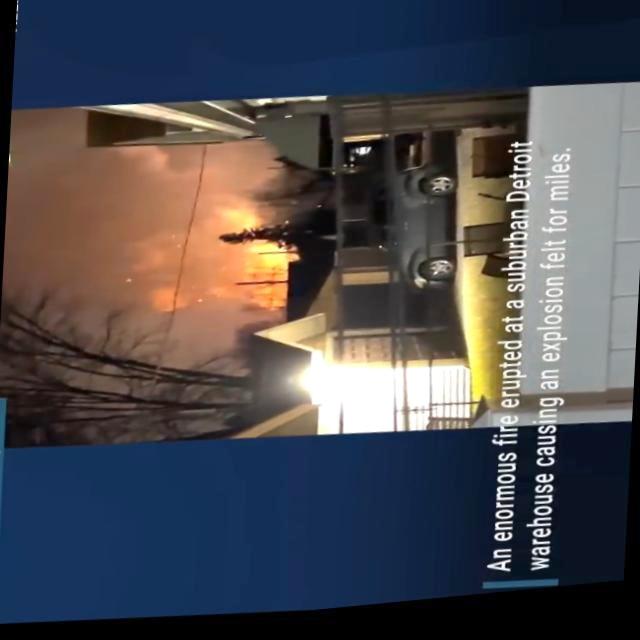 An enormous fire erupted at a suburban Detroit
warehouse causing an explosion felt for miles.